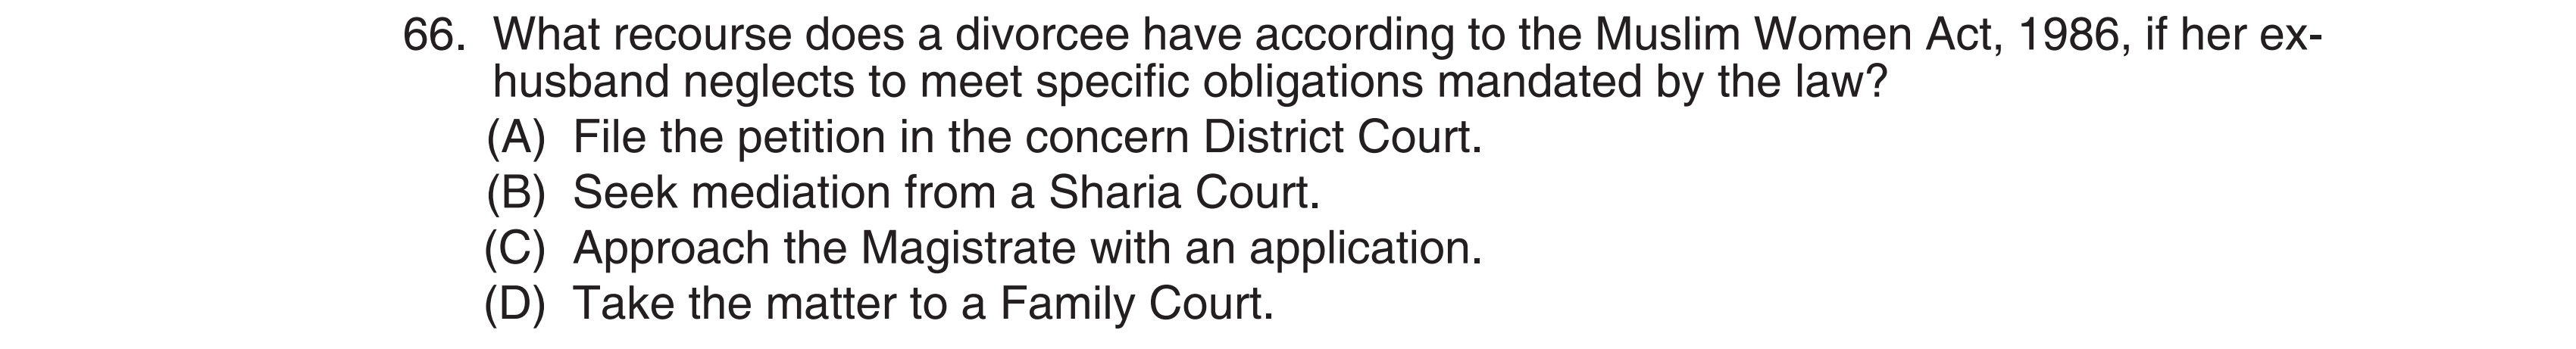 66. What recourse does a divorcee have according to the Muslim Women Act, 1986, if her ex-
husband neglects to meet specific obligations mandated by the law?
(A) File the petition in the concern District Court.
(B) Seek mediation from a Sharia Court.
(C) Approach the Magistrate with an application.
(D) Take the matter to a Family Court.